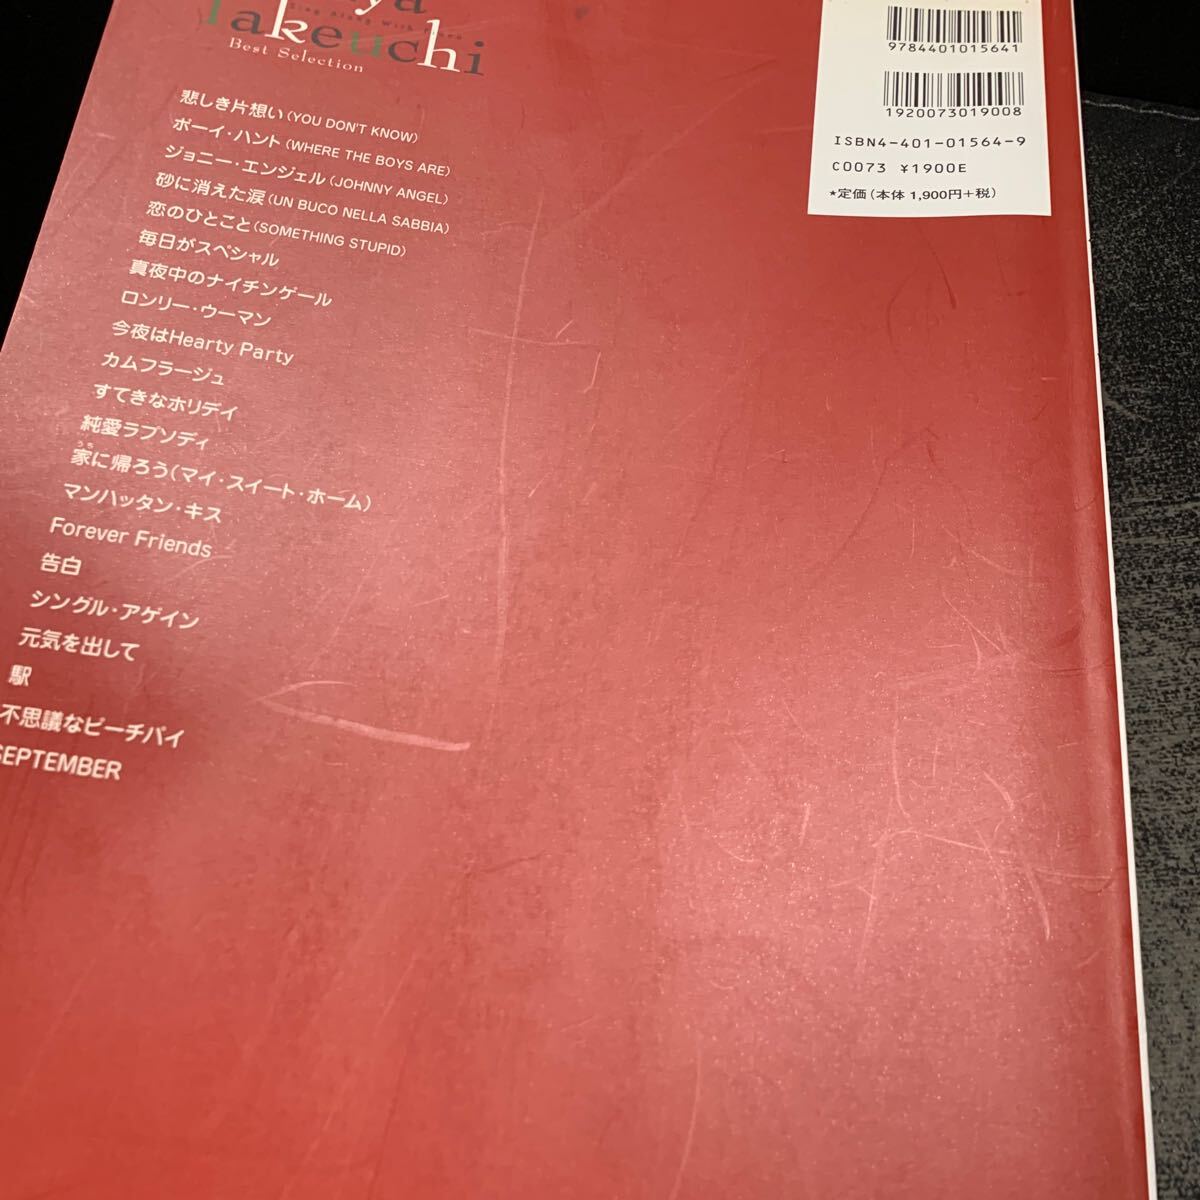 ya
Sing Along With Piano
Takeuchi
Best Selection
悲しき片想い(YOU DON'T KNOW)
ボーイ・ハント(WHERE THE BOYS ARE)
ジョニー・エンジェル(JOHNNY ANGEL)
砂に消えた涙(UN BUCO NELLA SABBIA)
恋のひとこと(SOMETHING STUPID)
毎日がスペシャル
真夜中のナイチンゲール
ロンリー・ウーマン
今夜はHearty Party
カムフラージュ
すてきなホリデイ
純愛ラプソディ
うち
家に帰ろう(マイ・スイート・ホーム)
マンハッタン・キス
Forever Friends
告白
シングル・アゲイン
元気を出して
駅
不思議なピーチパイ
SEPTEMBER
9784401015641
1920073019008
ISBN4-401-01564-9
C0073 ¥1900E
*定価(本体 1,900円+税)